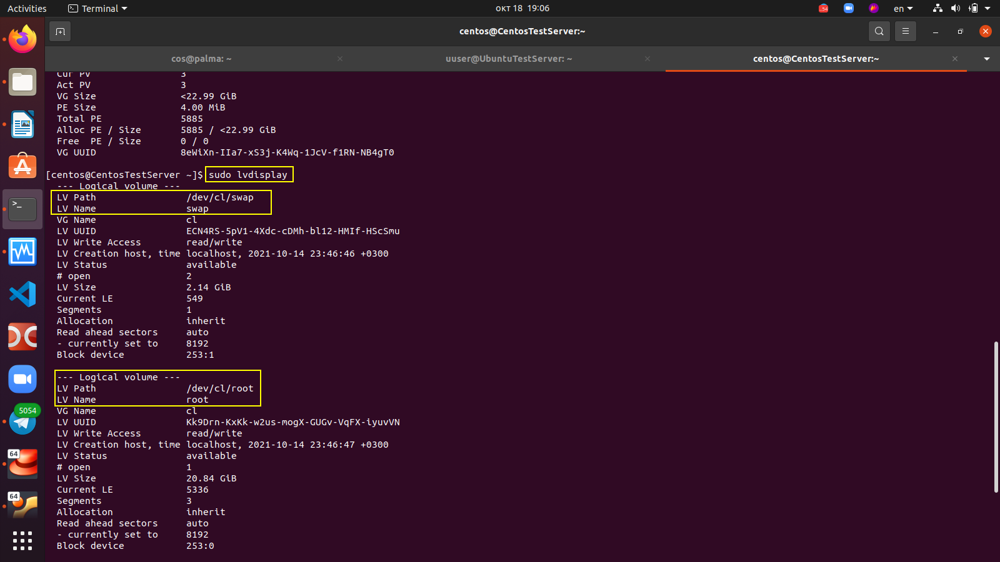 Activities
Terminal
окт 18 19:06
en
centos@CentosTestServer:~
cos@palma: ~
uuser@UbuntuTestServer: ~
centos@CentosTestServer:~
Cur PV 3
Act PV 3
VG Size <22.99 GiB
PE Size 4.00 MiB
Total PE 5885
Alloc PE / Size 5885 / <22.99 GiB
Free PE / Size 0 / 0
VG UUID 8eWiXn-IIa7-xS3j-K4Wq-1JcV-f1RN-NB4gT0
[centos@CentosTestServer ~]$ sudo lvdisplay
--- Logical volume ---
LV Path /dev/cl/swap
LV Name swap
VG Name cl
LV UUID ECN4RS-5pV1-4Xdc-cDMh-bl12-HMIf-HScSmu
LV Write Access read/write
LV Creation host, time localhost, 2021-10-14 23:46:46 +0300
LV Status available
# open 2
LV Size 2.14 GiB
Current LE 549
Segments 1
Allocation inherit
Read ahead sectors auto
- currently set to 8192
Block device 253:1
--- Logical volume ---
LV Path /dev/cl/root
LV Name root
VG Name cl
LV UUID Kk9Drn-KxKk-w2us-mogX-GUGv-VqFX-iyuvVN
LV Write Access read/write
LV Creation host, time localhost, 2021-10-14 23:46:47 +0300
LV Status available
# open 1
LV Size 20.84 GiB
Current LE 5336
Segments 3
Allocation inherit
Read ahead sectors auto
- currently set to 8192
Block device 253:0
5054
64
64